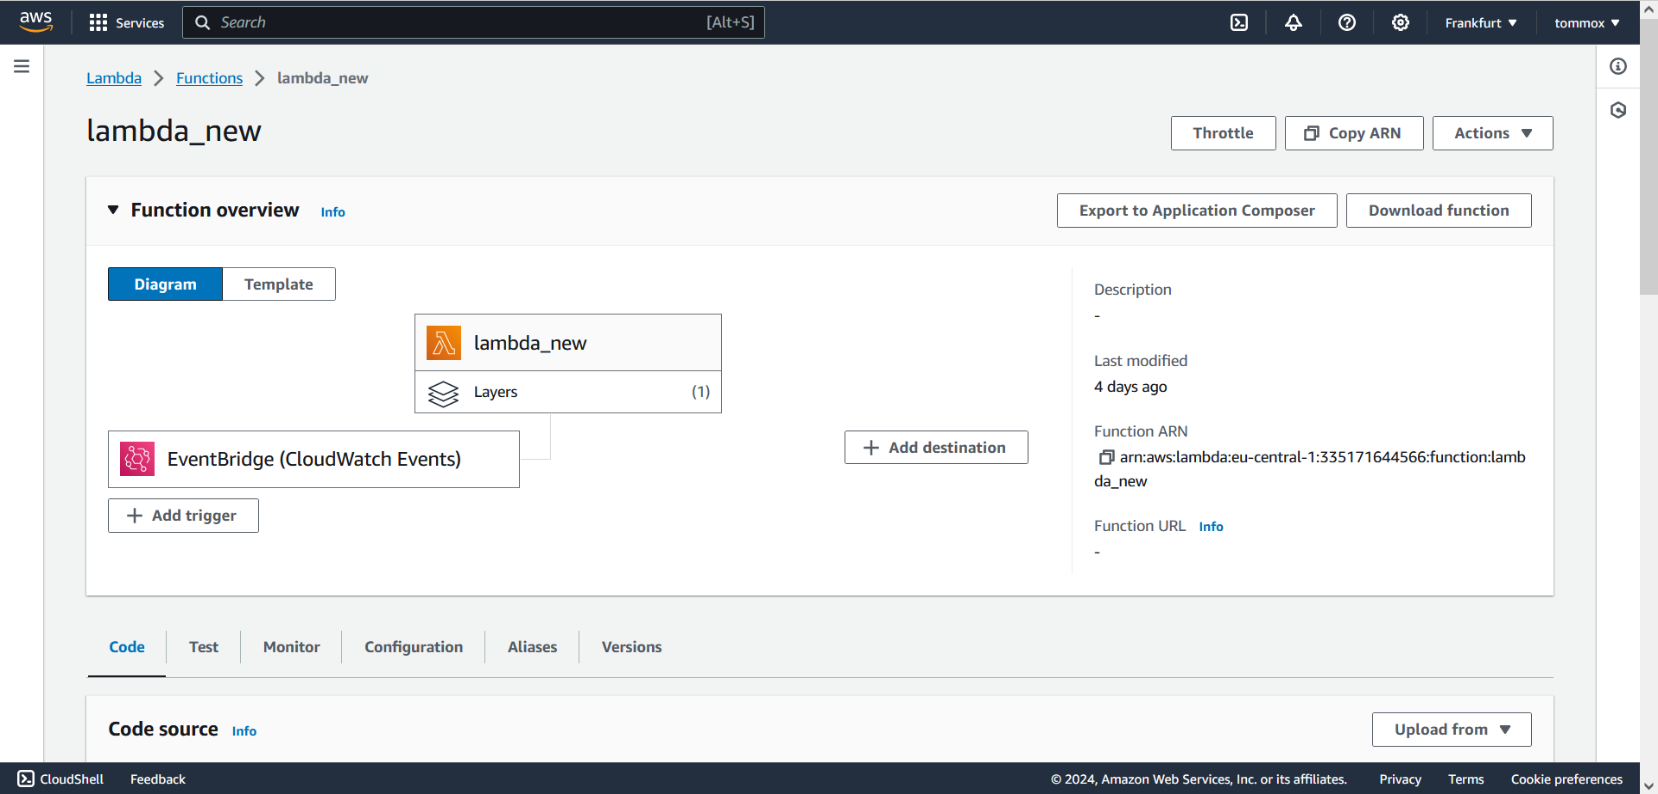 aws
Services
Search
[Alt+S]
Frankfurt
tommox
Lambda
Functions
lambda_new
lambda_new
Throttle
Copy ARN
Actions
Function overview
Info
Export to Application Composer
Download function
Diagram
Template
lambda_new
Layers
(1)
EventBridge (CloudWatch Events)
Add trigger
Add destination
Description
-
Last modified
4 days ago
Function ARN
arn:aws:lambda:eu-central-1:335171644566:function:lamb
da_new
Function URL Info
-
Code
Test
Monitor
Configuration
Aliases
Versions
Code source
Info
Upload from
CloudShell
Feedback
© 2024, Amazon Web Services, Inc. or its affiliates.
Privacy
Terms
Cookie preferences